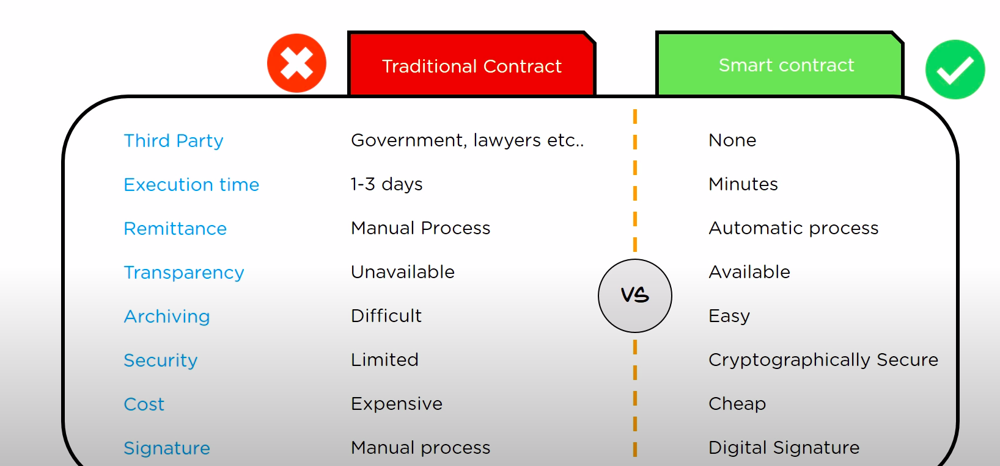 Traditional Contract
Smart contract
Third Party Government, lawyers etc.. None
Execution time 1-3 days Minutes
Remittance Manual Process Automatic process
Transparency Unavailable Available
VS
Archiving Difficult Easy
Security Limited Cryptographically Secure
Cost Expensive Cheap
Signature Manual process Digital Signature